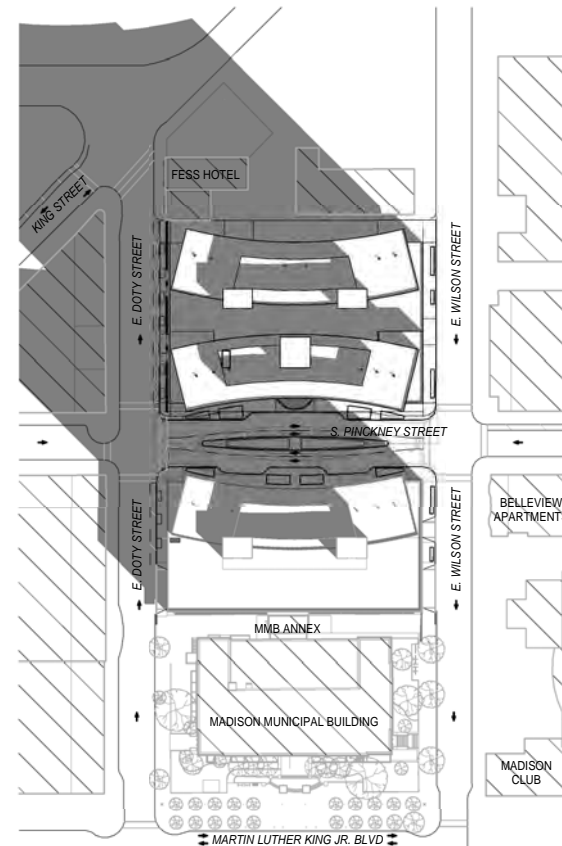 FESS HOTEL
KING STREET
E. DOTY STREET
E. WILSON STREET
S. PINCKNEY STREET
BELLEVIEW
APARTMENT
E. DOTY STREET
E. WILSON STREET
MMB ANNEX
MADISON MUNICIPAL BUILDING
MADISON
CLUB
MARTIN LUTHER KING JR. BLVD